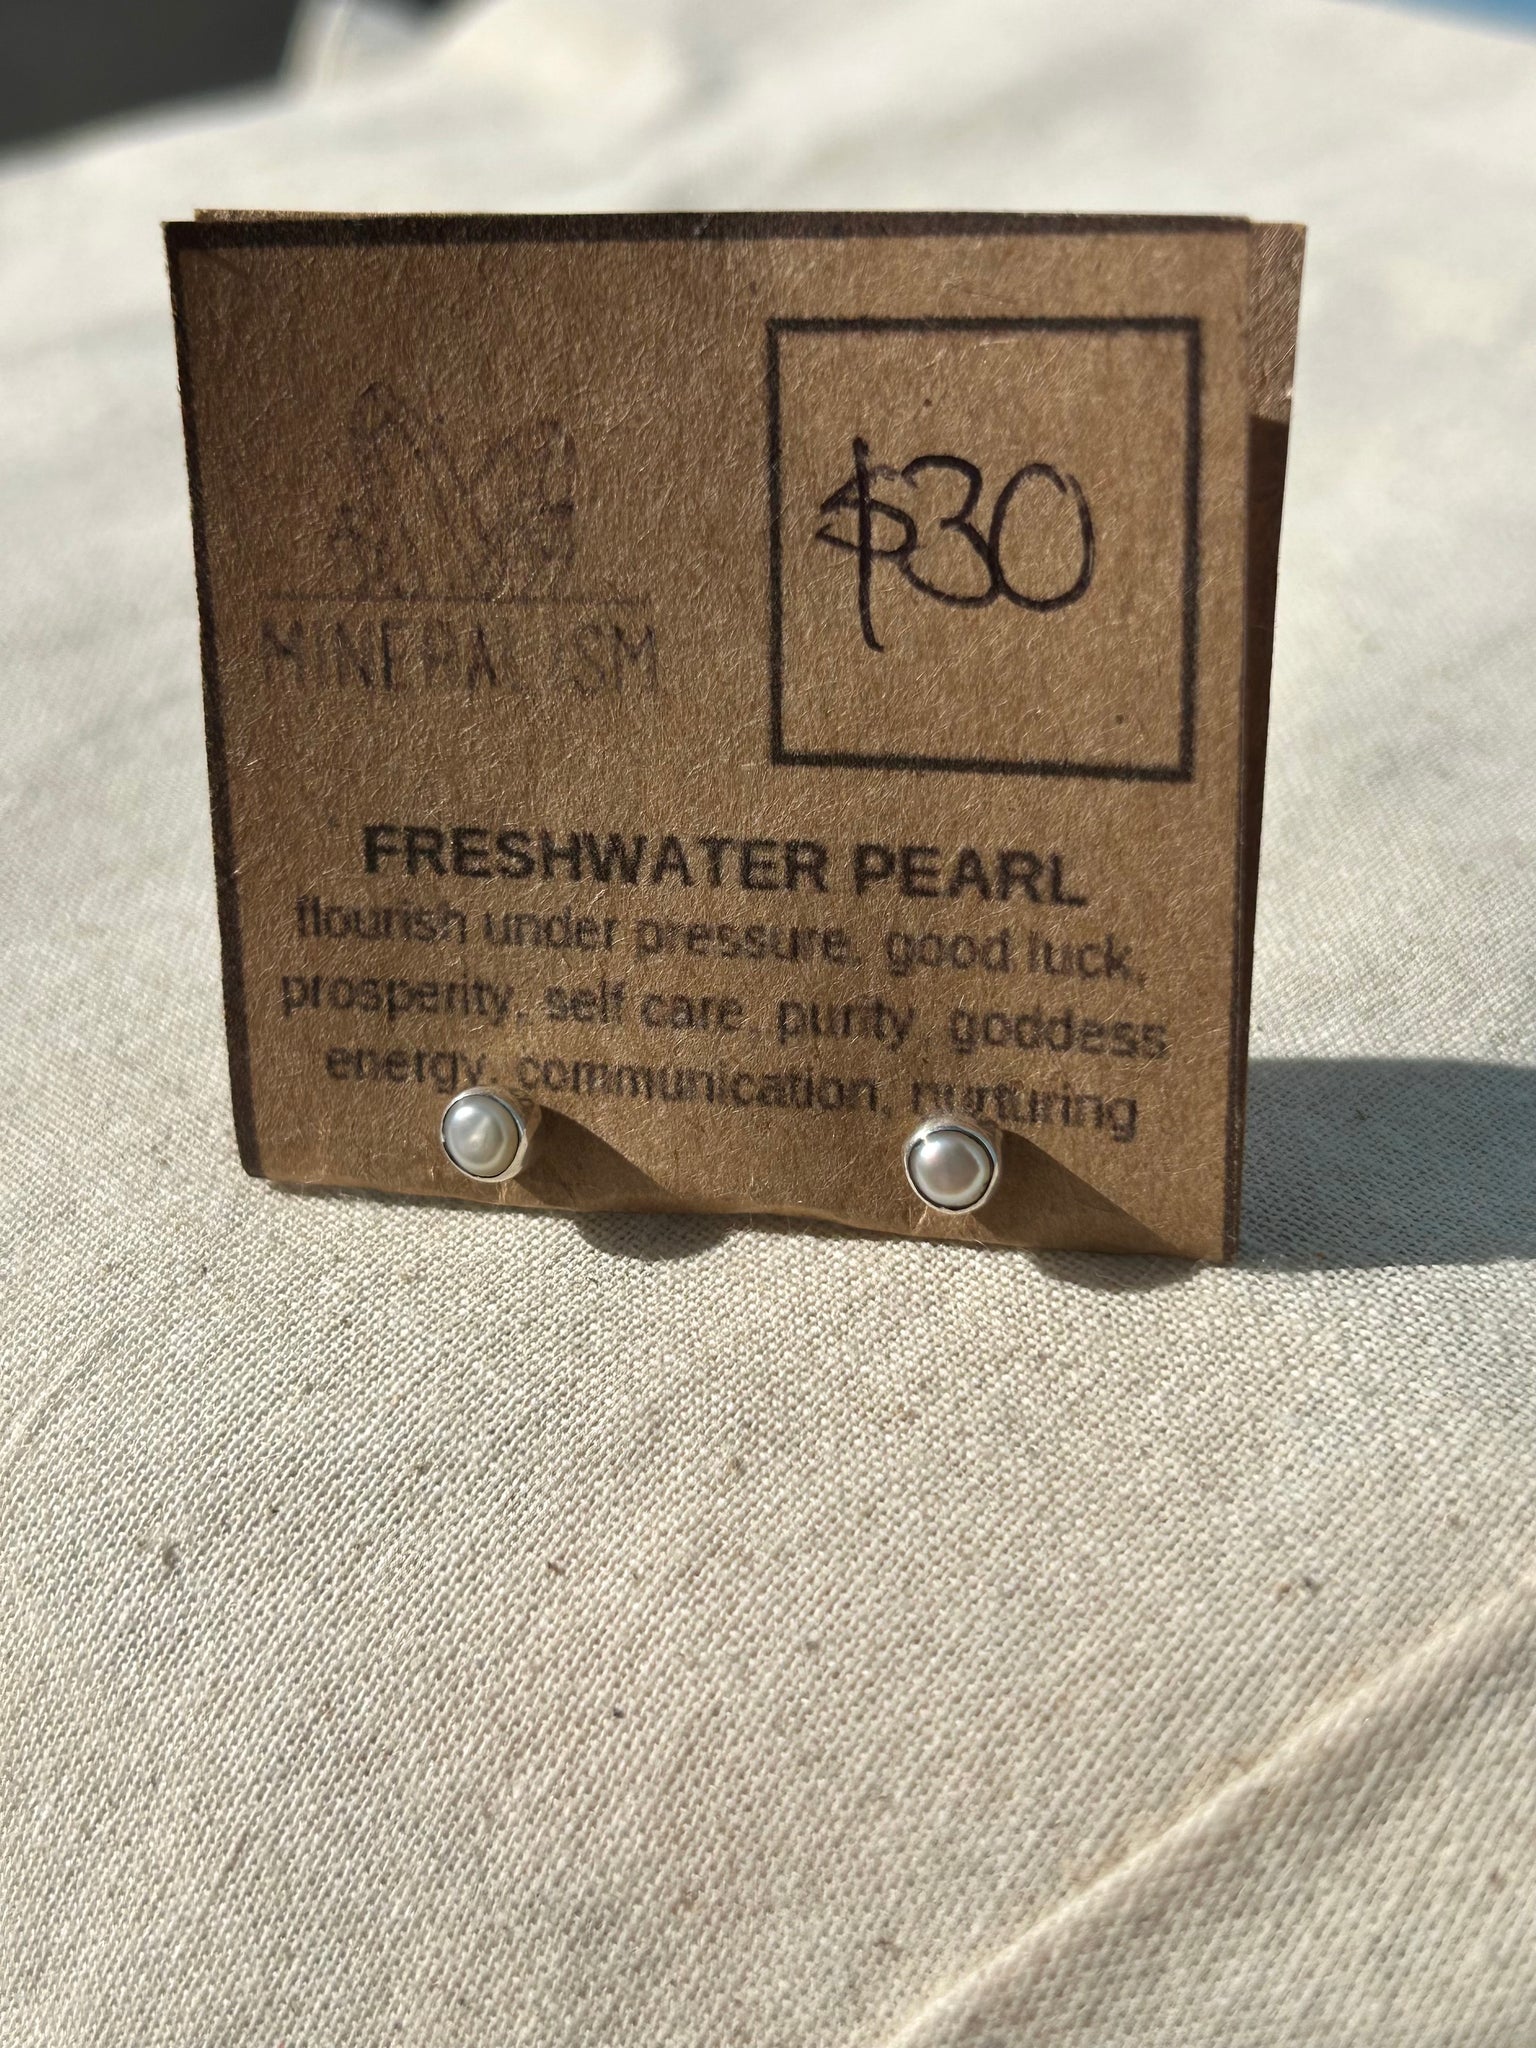 MINERALISM
$30
FRESHWATER PEARL
flourish under pressure, good luck,
prosperity, self care, purity, goddess
energy, communication, nurturing